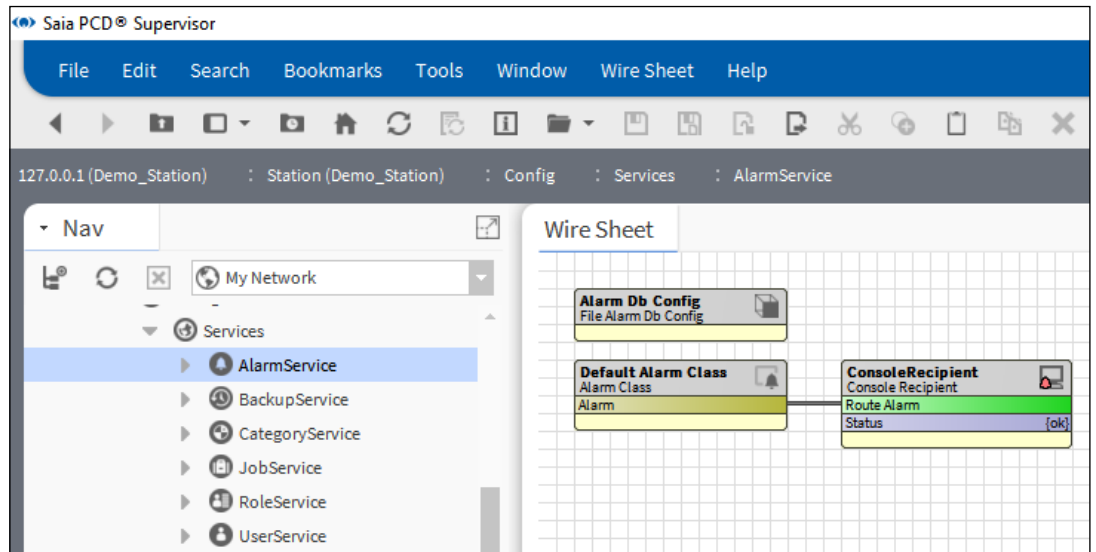 Saia PCD® Supervisor
File Edit Search Bookmarks Tools Window Wire Sheet Help
127.0.0.1 (Demo_Station) : Station (Demo_Station) : Config : Services : AlarmService
Nav
My Network
Services
AlarmService
BackupService
CategoryService
JobService
RoleService
UserService
Wire Sheet
Alarm Db Config
File Alarm Db Config
Default Alarm Class
Alarm Class
Alarm
ConsoleRecipient
Console Recipient
Route Alarm
Status {ok}